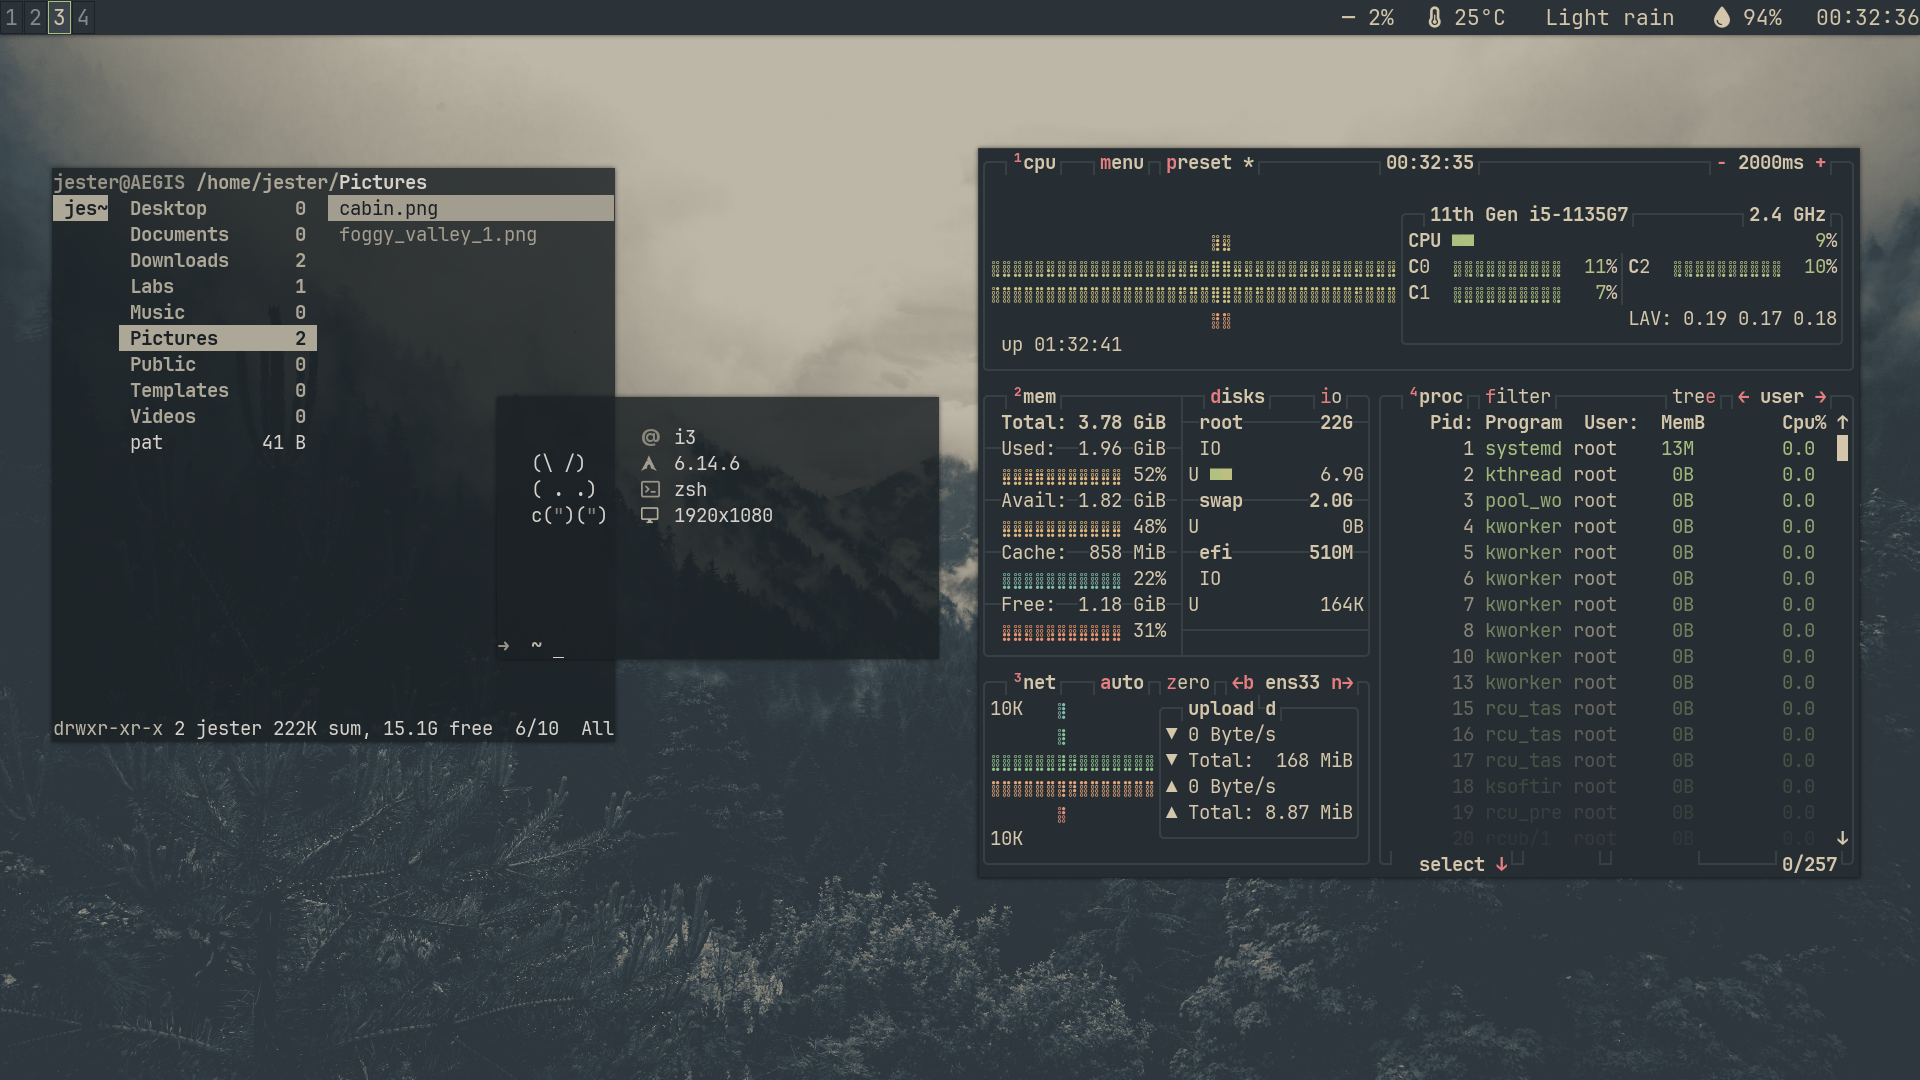 1 2 3 4
— 2% 25°C Light rain 94% 00:32:36
jester@AEGIS /home/jester/Pictures
jes~ Desktop 0 cabin.png
Documents 0 foggy_valley_1.png
Downloads 2
Labs 1
Music 0
Pictures 2
Public 0
Templates 0
Videos 0
pat 41 B
drwxr-xr-x 2 jester 222K sum, 15.1G free 6/10 All
@ i3
(\ /) 6.14.6
( . .) zsh
c(")(") 1920x1080
→ ~ _
1cpu menu preset * 00:32:35 - 2000ms +
11th Gen i5-1135G7 2.4 GHz
CPU 9%
C0 11% C2 10%
C1 7%
LAV: 0.19 0.17 0.18
up 01:32:41
2mem disks io
Total: 3.78 GiB root 22G
Used: 1.96 GiB IO
52% U 6.9G
Avail: 1.82 GiB swap 2.0G
48% U 0B
Cache: 858 MiB efi 510M
22% IO
Free: 1.18 GiB U 164K
31%
3net auto zero ←b ens33 n→
10K upload d
▼ 0 Byte/s
▼ Total: 168 MiB
▲ 0 Byte/s
▲ Total: 8.87 MiB
10K
4proc filter tree ← user →
Pid: Program User: MemB Cpu% ↑
1 systemd root 13M 0.0
2 kthread root 0B 0.0
3 pool_wo root 0B 0.0
4 kworker root 0B 0.0
5 kworker root 0B 0.0
6 kworker root 0B 0.0
7 kworker root 0B 0.0
8 kworker root 0B 0.0
10 kworker root 0B 0.0
13 kworker root 0B 0.0
15 rcu_tas root 0B 0.0
16 rcu_tas root 0B 0.0
17 rcu_tas root 0B 0.0
18 ksoftir root 0B 0.0
19 rcu_pre root 0B 0.0
20 rcub/1 root 0B 0.0 ↓
select ↓ 0/257